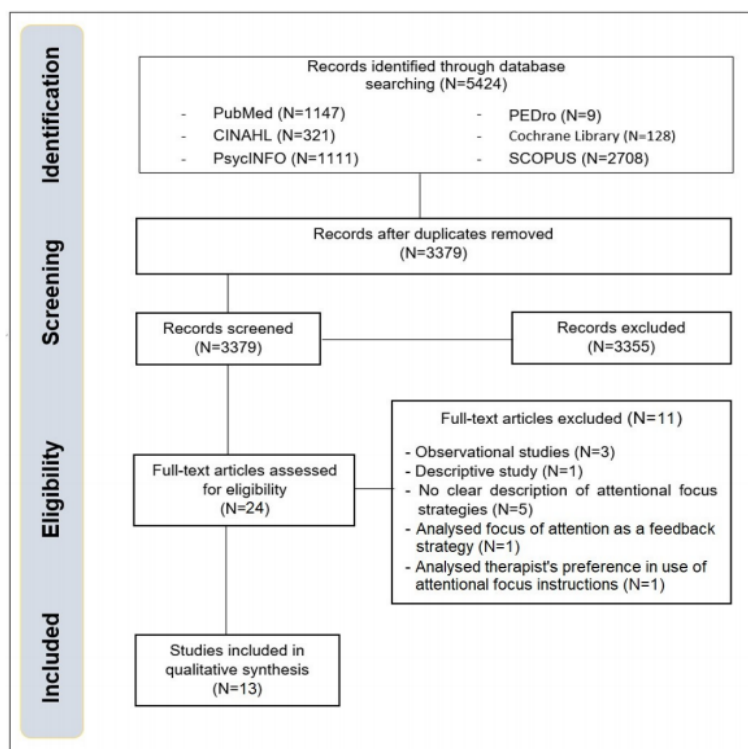 Identification
Records identified through database
searching (N=5424)
- PubMed (N=1147)
- CINAHL (N=321)
- PsycINFO (N=1111)
- PEDro (N=9)
- Cochrane Library (N=128)
- SCOPUS (N=2708)
Screening
Records after duplicates removed
(N=3379)
Records screened
(N=3379)
Records excluded
(N=3355)
Eligibility
Full-text articles assessed
for eligibility
(N=24)
Full-text articles excluded (N=11)
- Observational studies (N=3)
- Descriptive study (N=1)
- No clear description of attentional focus
strategies (N=5)
- Analysed focus of attention as a feedback
strategy (N=1)
- Analysed therapist's preference in use of
attentional focus instructions (N=1)
Included
Studies included in
qualitative synthesis
(N=13)